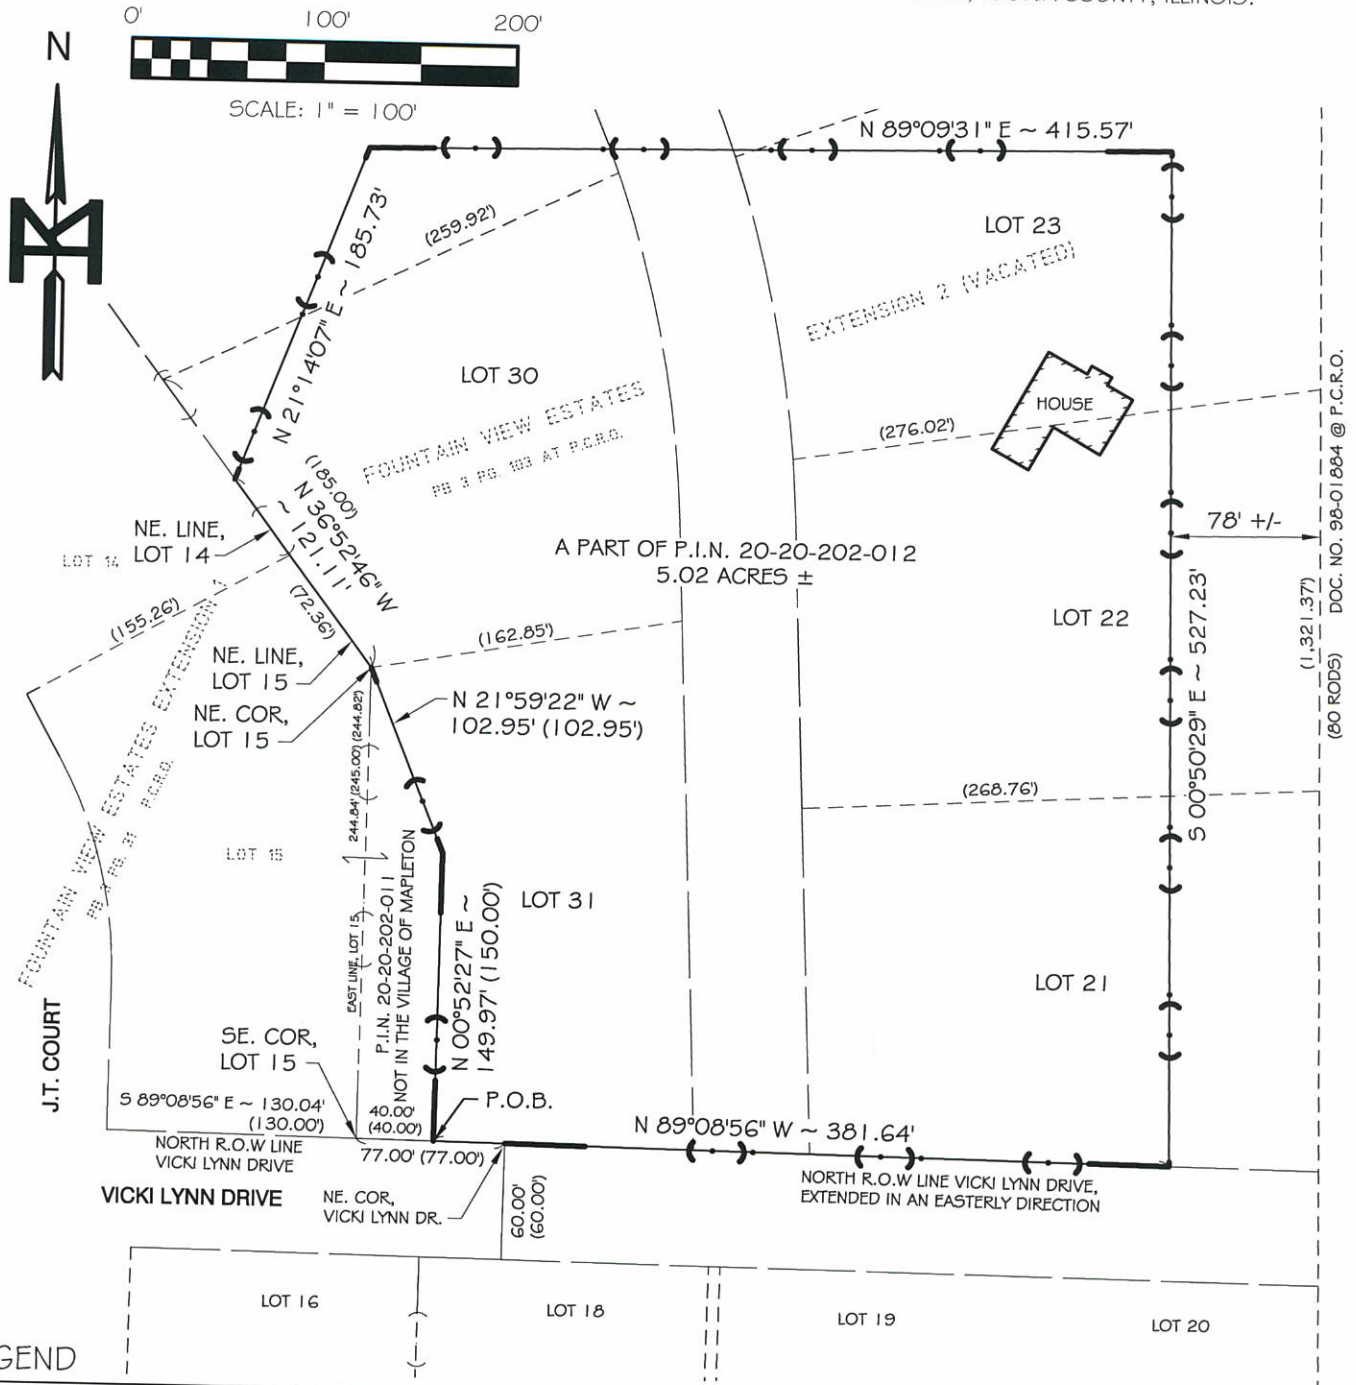 0'
100'
200'
N
SCALE: 1" = 100'
COUNTY, ILLINOIS.
N 89°09'31" E ~ 415.57'
LOT 23
EXTENSION 2 (VACATED)
(259.92')
N 21°14'07" E ~ 185.73'
LOT 30
HOUSE
FOUNTAIN VIEW ESTATES
PB 3 PG. 103 AT P.C.R.O.
(276.02')
DOC. NO. 98-01884 @ P.C.R.O.
(185.00')
N 36°52'46" W
~ 121.11'
78' +/-
NE. LINE,
LOT 14
LOT 14
A PART OF P.I.N. 20-20-202-012
5.02 ACRES ±
(72.36')
(155.26')
LOT 22
(1,321.37')
(80 RODS)
(162.85')
NE. LINE,
LOT 15
NE. COR,
LOT 15
N 21°59'22" W ~
102.95' (102.95')
S 00°50'29" E ~ 527.23'
FOUNTAIN VIEW ESTATES EXTENSION 1
P.C.R.O.
244.84' (245.00') (244.82')
(268.76')
LOT 15
EAST LINE, LOT 15
P.I.N. 20-20-202-011
NOT IN THE VILLAGE OF MAPLETON
LOT 31
N 00°52'27" E ~
149.97' (150.00')
LOT 21
J.T. COURT
SE. COR,
LOT 15
S 89°08'56" E ~ 130.04'
(130.00')
40.00'
(40.00')
P.O.B.
N 89°08'56" W ~ 381.64'
NORTH R.O.W LINE
VICKI LYNN DRIVE
77.00' (77.00')
NORTH R.O.W LINE VICKI LYNN DRIVE,
EXTENDED IN AN EASTERLY DIRECTION
VICKI LYNN DRIVE
NE. COR,
VICKI LYNN DR.
60.00'
(60.00')
LOT 16
LOT 18
LOT 19
LOT 20
GEND